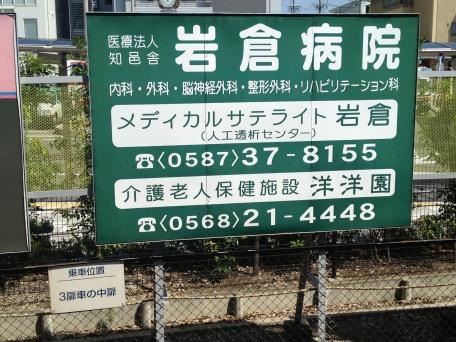 医療法人
知邑舎
岩倉病院
内科・外科・脳神経外科・整形外科・リハビリテーション科
メディカルサテライト岩倉
(人工透析センター)
☎〈0587〉37-8155
介護老人保健施設 洋洋園
☎〈0568〉21-4448
乗車位置
3扉車の中扉